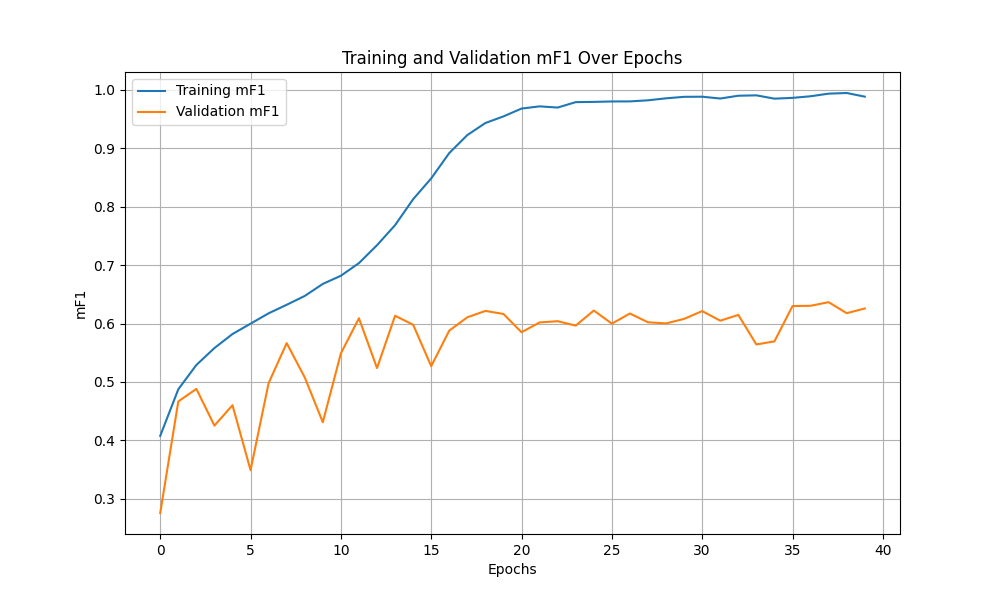 Training and Validation mF1 Over Epochs
Training mF1
Validation mF1
mF1
1.0
0.9
0.8
0.7
0.6
0.5
0.4
0.3
0 5 10 15 20 25 30 35 40
Epochs